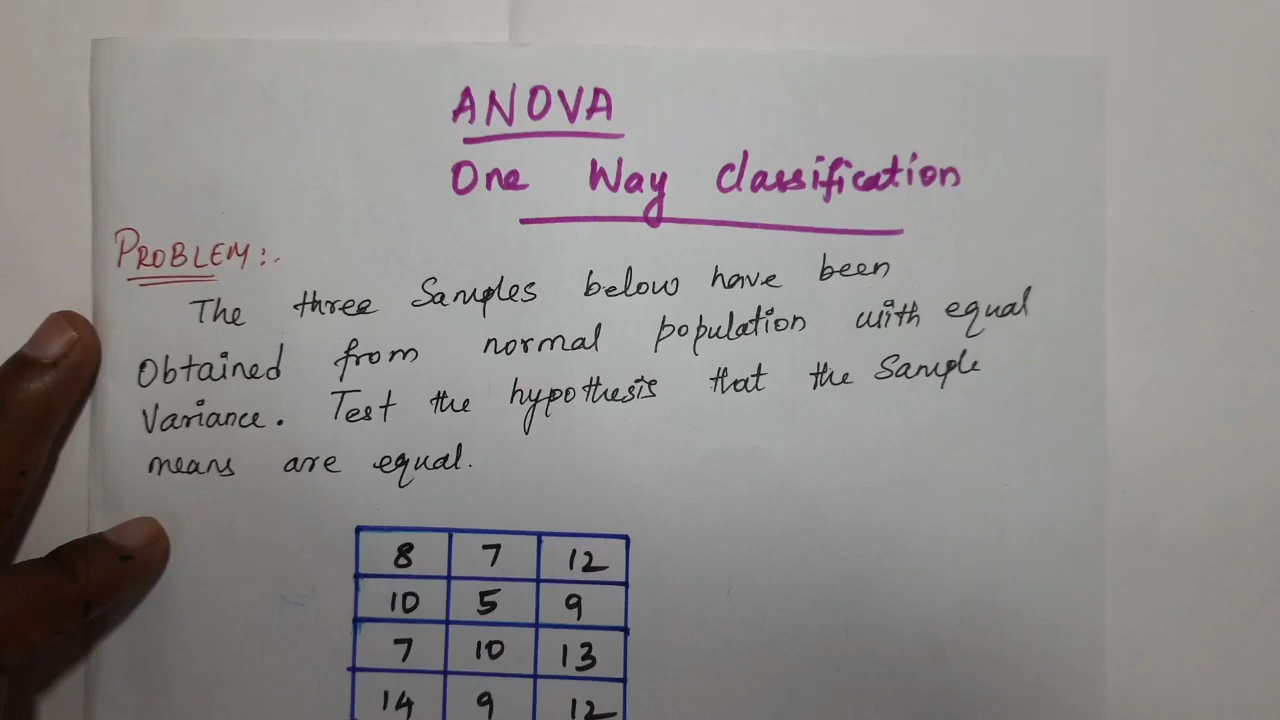 ANOVA
One Way Classification
PROBLEM:-
The three Samples below have been
Obtained from normal population with equal
Variance. Test the hypothesis that the Sample
means are equal.
8 7 12
10 5 9
7 10 13
14 9 12